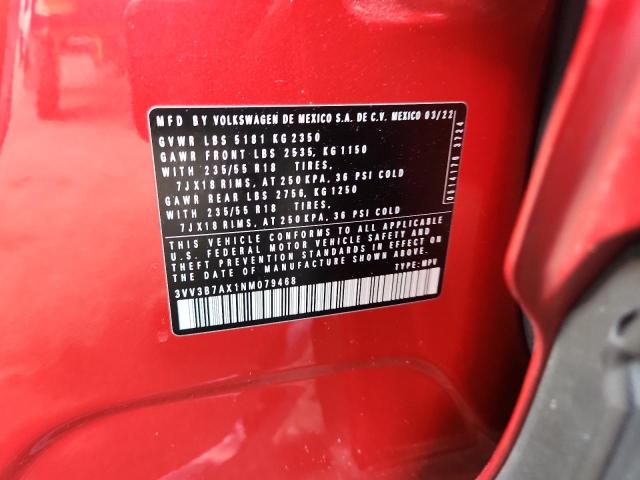 MFD BY VOLKSWAGEN DE MEXICO S.A. DE C.V. MEXICO 03/22
GVWR LBS 5181 KG 2350
GAWR FRONT LBS 2535, KG 1150
WITH 235/55 R18 TIRES,
7JX18 RIMS, AT 250 KPA, 36 PSI COLD
GAWR REAR LBS 2756, KG 1250
WITH 235/55 R18 TIRES,
7JX18 RIMS, AT 250 KPA, 36 PSI COLD
THIS VEHICLE CONFORMS TO ALL APPLICABLE
U.S. FEDERAL MOTOR VEHICLE SAFETY AND
THEFT PREVENTION STANDARDS IN EFFECT ON
THE DATE OF MANUFACTURE SHOWN ABOVE.
3VV3B7AX1NM079468 TYPE: MPV
0614176 3724